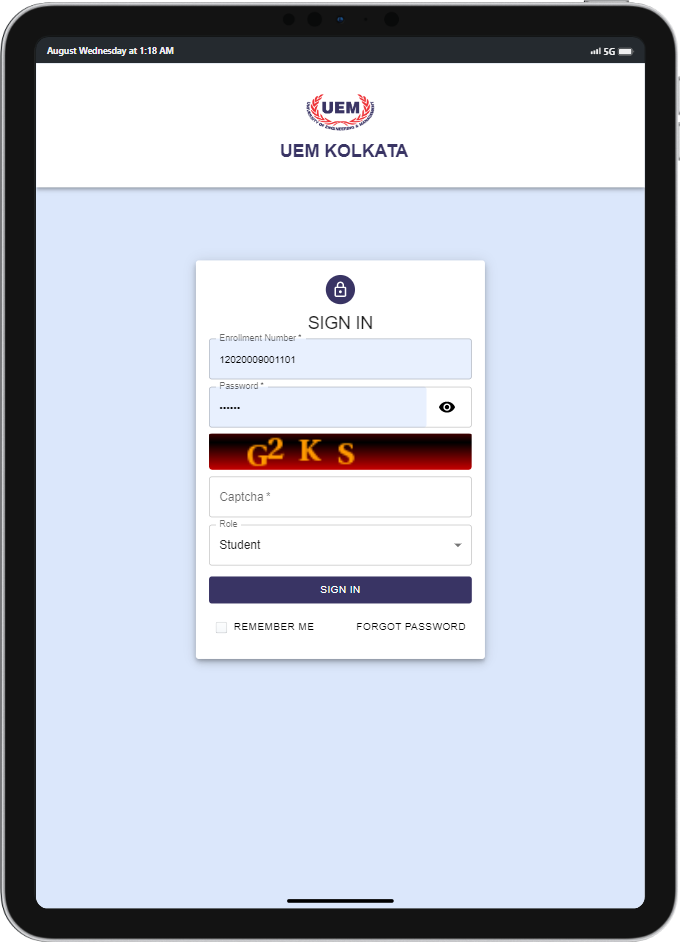 August Wednesday at 1:18 AM
5G
UEM
UNIVERSITY OF ENGINEERING & MANAGEMENT
UEM KOLKATA
SIGN IN
Enrollment Number *
12020009001101
Password *
••••••
G2KS
Captcha *
Role
Student
SIGN IN
REMEMBER ME FORGOT PASSWORD